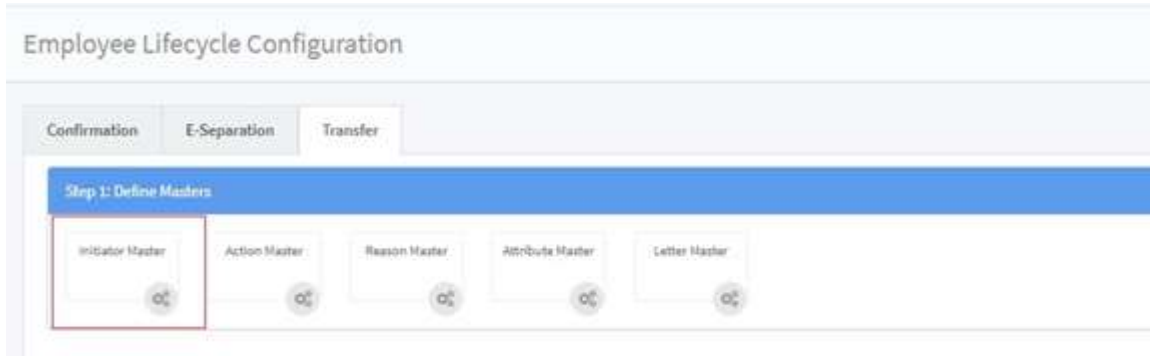 Employee Lifecycle Configuration
Confirmation E-Separation Transfer
Step 1: Define Masters
Initiator Master Action Master Reason Master Attribute Master Letter Master